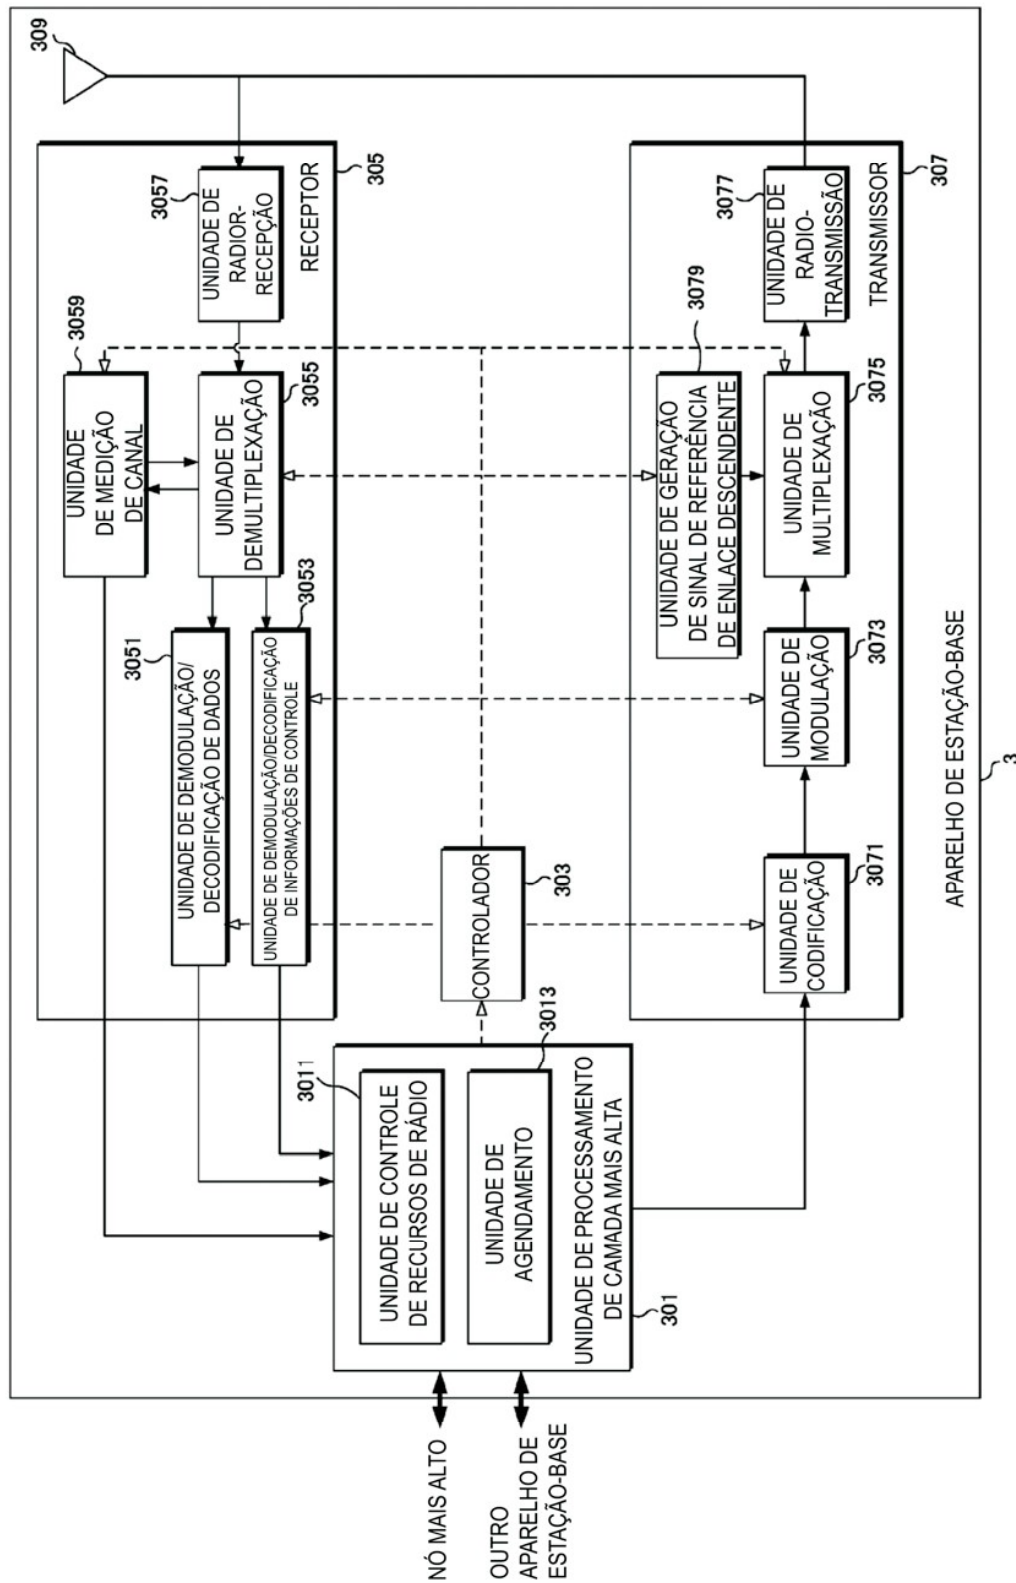 309
3057
UNIDADE DE
RADIOR-
RECEPÇÃO
RECEPTOR
305
3059
UNIDADE
DE MEDIÇÃO
DE CANAL
3055
UNIDADE DE
DEMULTIPLEXAÇÃO
3051
UNIDADE DE DEMODULAÇÃO/
DECODIFICAÇÃO DE DADOS
3053
UNIDADE DE DEMODULAÇÃO/DECODIFICAÇÃO
DE INFORMAÇÕES DE CONTROLE
CONTROLADOR
303
3011
UNIDADE DE CONTROLE
DE RECURSOS DE RÁDIO
3013
UNIDADE DE
AGENDAMENTO
UNIDADE DE PROCESSAMENTO
DE CAMADA MAIS ALTA
301
NÓ MAIS ALTO
OUTRO
APARELHO DE
ESTAÇÃO-BASE
3079
UNIDADE DE GERAÇÃO
DE SINAL DE REFERÊNCIA
DE ENLACE DESCENDENTE
UNIDADE DE
CODIFICAÇÃO
3071
UNIDADE DE
MODULAÇÃO
3073
UNIDADE DE
MULTIPLEXAÇÃO
3075
3077
UNIDADE DE
RADIO-
TRANSMISSÃO
TRANSMISSOR
307
APARELHO DE ESTAÇÃO-BASE
3